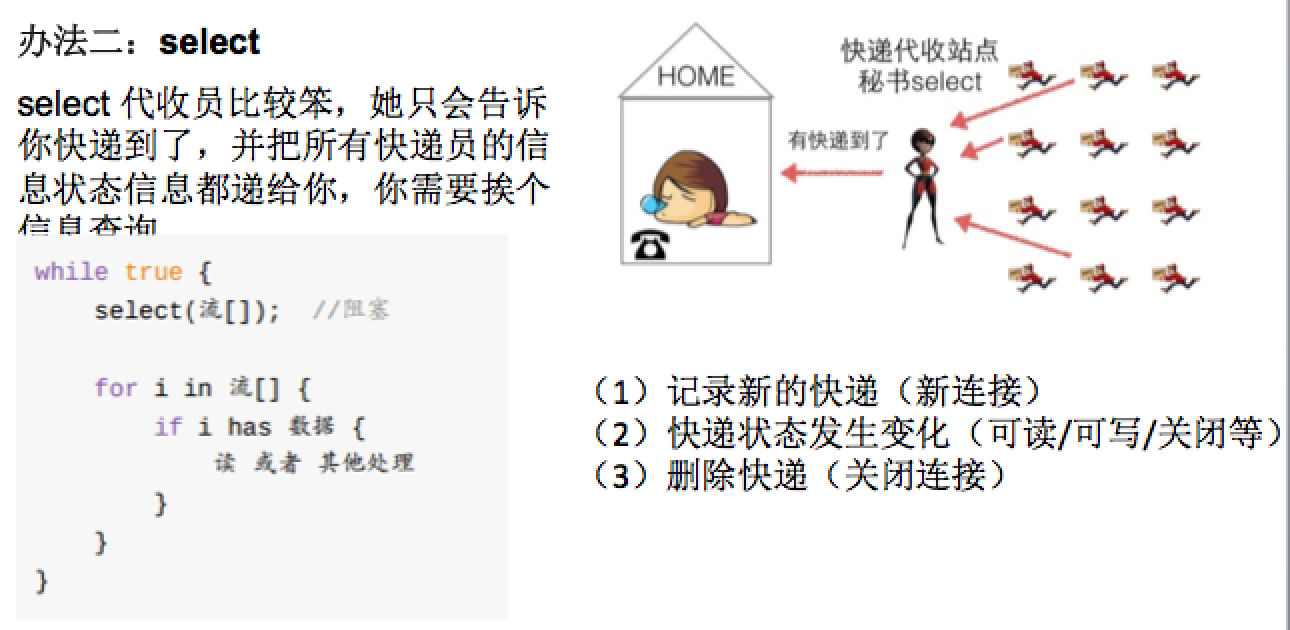 办法二：select
select 代收员比较笨，她只会告诉
你快递到了，并把所有快递员的信
息状态信息都递给你，你需要挨个
信息查询
while true {
select(流[]);  //阻塞
for i in 流[] {
if i has 数据 {
读 或者 其他处理
}
}
}
HOME
快递代收站点
秘书select
有快递到了
（1）记录新的快递（新连接）
（2）快递状态发生变化（可读/可写/关闭等）
（3）删除快递（关闭连接）